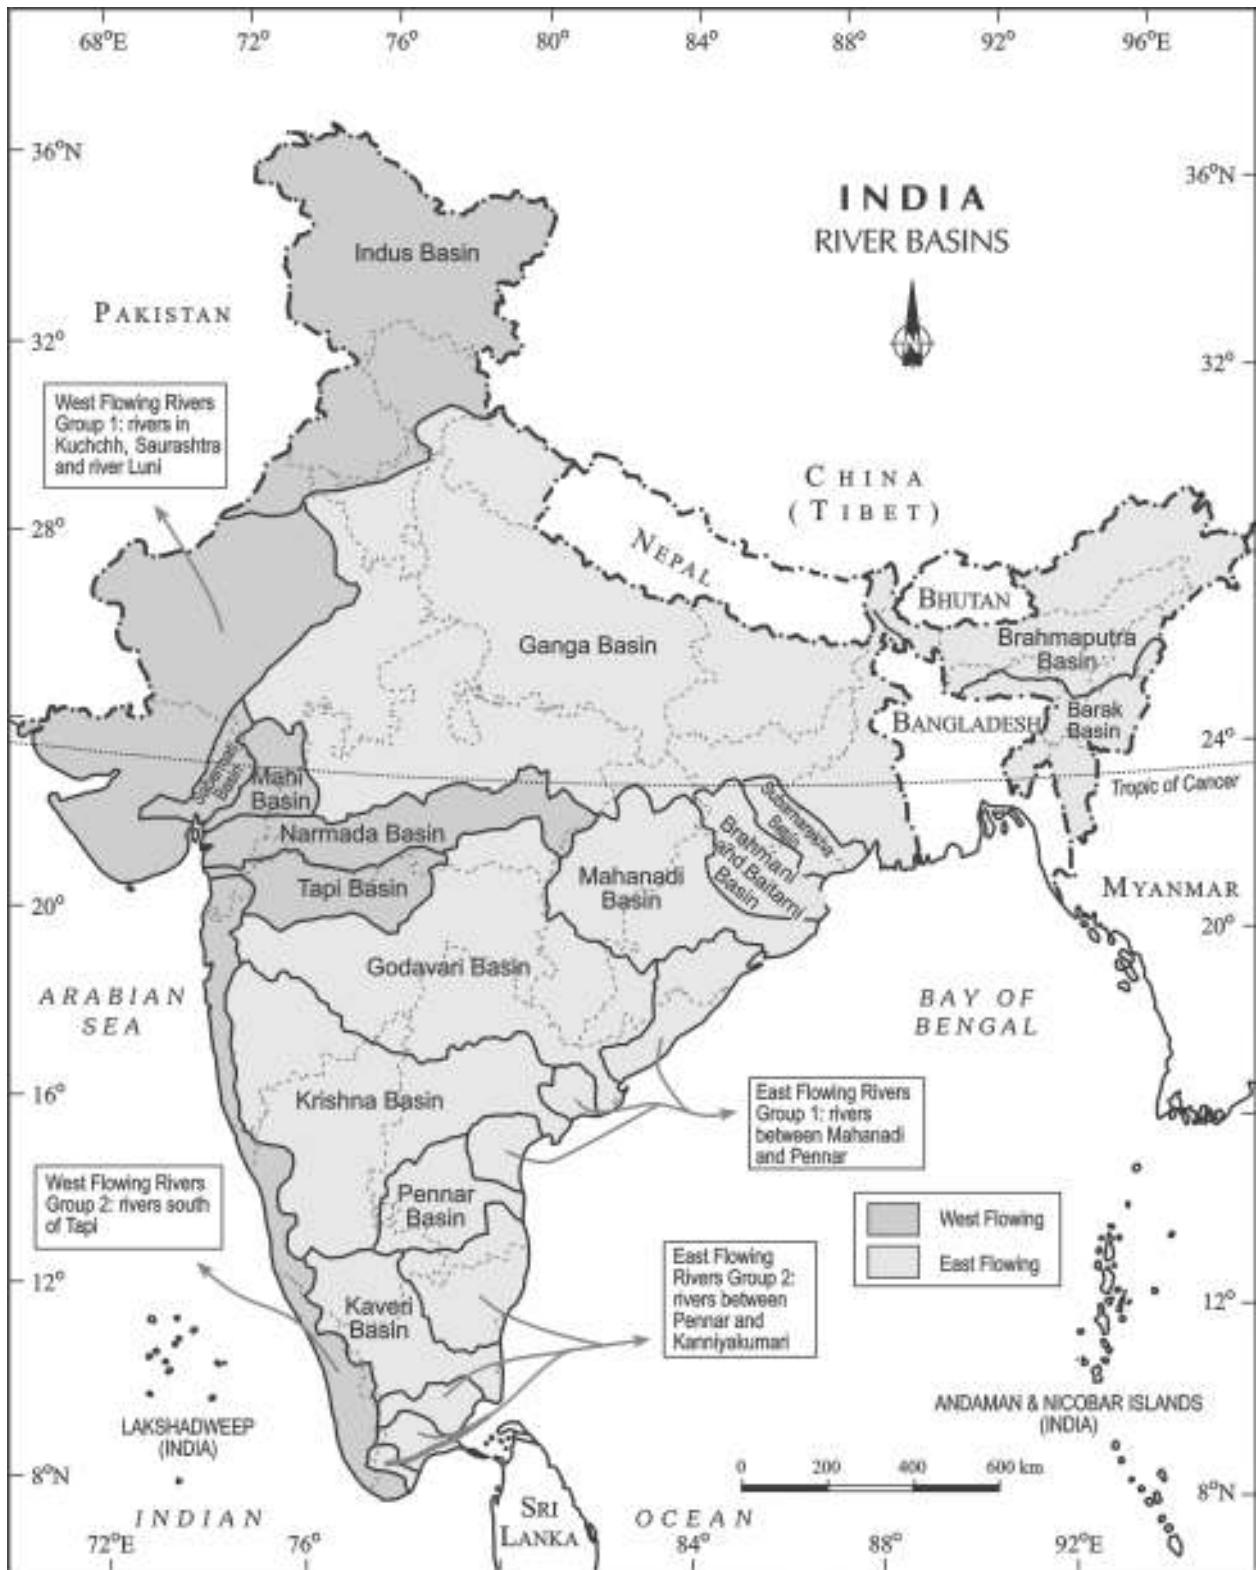 68°E 72° 76° 80° 84° 88° 92° 96°E
36°N
36°N
INDIA
RIVER BASINS
N
Indus Basin
PAKISTAN
32°
32°
West Flowing Rivers
Group 1: rivers in
Kuchchh, Saurashtra
and river Luni
CHINA
(TIBET)
28°
28°
NEPAL
BHUTAN
Ganga Basin
Brahmaputra
Basin
BANGLADESH
Barak
Basin
24°
Sabarmati
Basin
Mahi
Basin
Tropic of Cancer
Subarnarekha
Basin
Narmada Basin
Brahmani
and Baitarni
Basin
Tapi Basin
Mahanadi
Basin
MYANMAR
20°
20°
Godavari Basin
ARABIAN
SEA
BAY OF
BENGAL
16°
Krishna Basin
East Flowing Rivers
Group 1: rivers
between Mahanadi
and Pennar
West Flowing Rivers
Group 2: rivers south
of Tapi
Pennar
Basin
West Flowing
East Flowing
East Flowing
Rivers Group 2:
rivers between
Pennar and
Kanniyakumari
12°
12°
Kaveri
Basin
LAKSHADWEEP
(INDIA)
ANDAMAN & NICOBAR ISLANDS
(INDIA)
0 200 400 600 km
8°N
8°N
SRI
LANKA
INDIAN OCEAN
72°E 76° 84° 88° 92°E